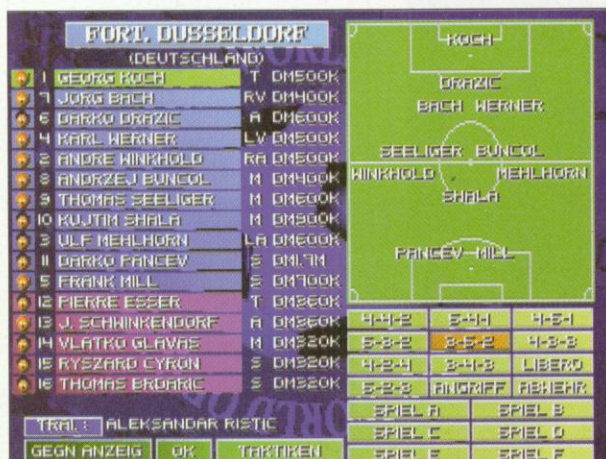 FORT. DUSSELDORF
(DEUTSCHLAND)
1 GEORG KOCH T DM500K
7 JORG BACH RV DM400K
6 DARKO DRAZIC A DM600K
4 KARL WERNER LV DM500K
2 ANDRE WINKHOLD RA DM500K
8 ANDRZEJ BUNCOL M DM400K
9 THOMAS SEELIGER M DM600K
10 KUJTIM SHALA M DM900K
3 ULF MEHLHORN LA DM600K
11 DARKO PANCEV S DM1.7M
5 FRANK MILL S DM700K
12 PIERRE ESSER T DM360K
13 J. SCHWINKENDORF A DM360K
14 VLATKO GLAVAS M DM320K
15 RYSZARD CYRON S DM320K
16 THOMAS BRDARIC S DM320K
TRAI. : ALEKSANDAR RISTIC
GEGN ANZEIG OK TAKTIKEN
KOCH
DRAZIC
BACH WERNER
SEELIGER BUNCOL
WINKHOLD MEHLHORN
SHALA
PANCEV MILL
4-4-2 5-4-1 4-5-1
5-3-2 3-5-2 4-3-3
4-2-4 3-4-3 LIBERO
5-2-3 ANGRIFF ABWEHR
SPIEL A SPIEL B
SPIEL C SPIEL D
SPIEL E SPIEL F